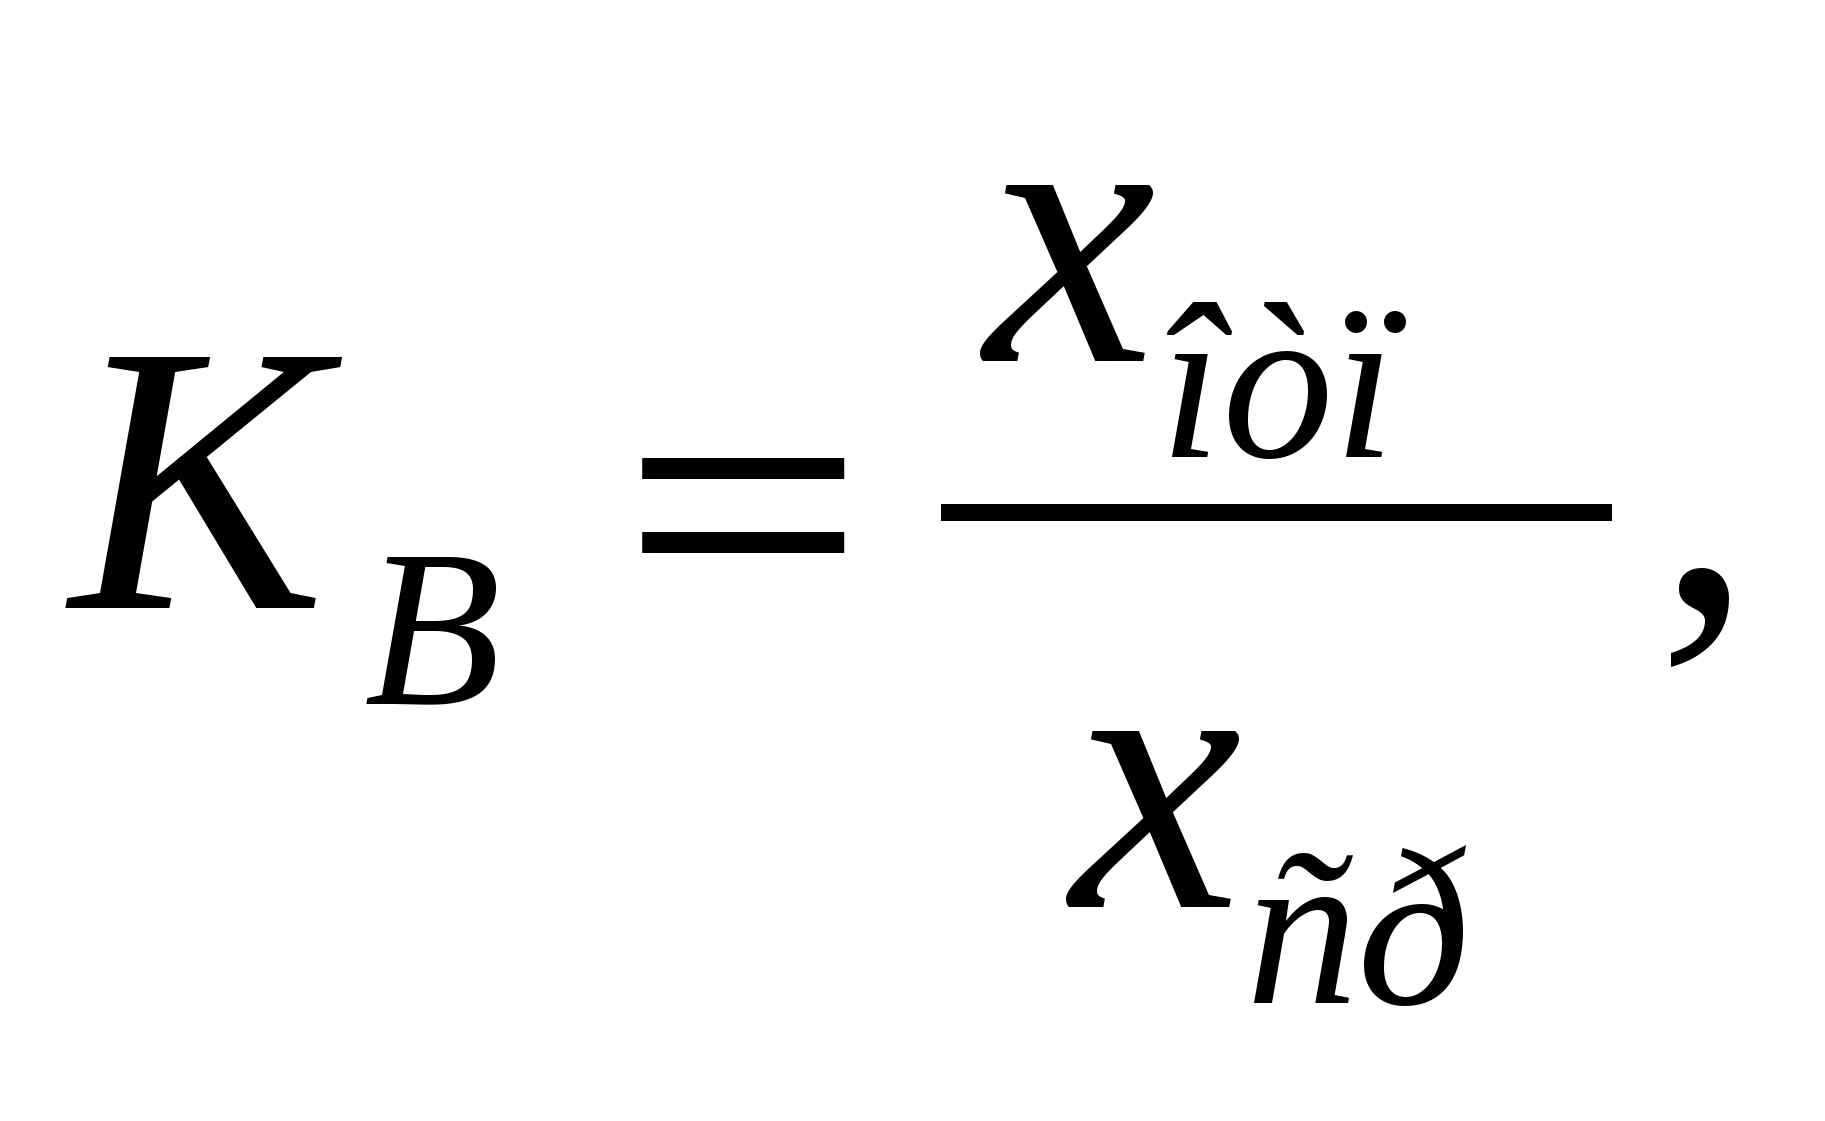 K_B = x_îòï / x_ñð ,